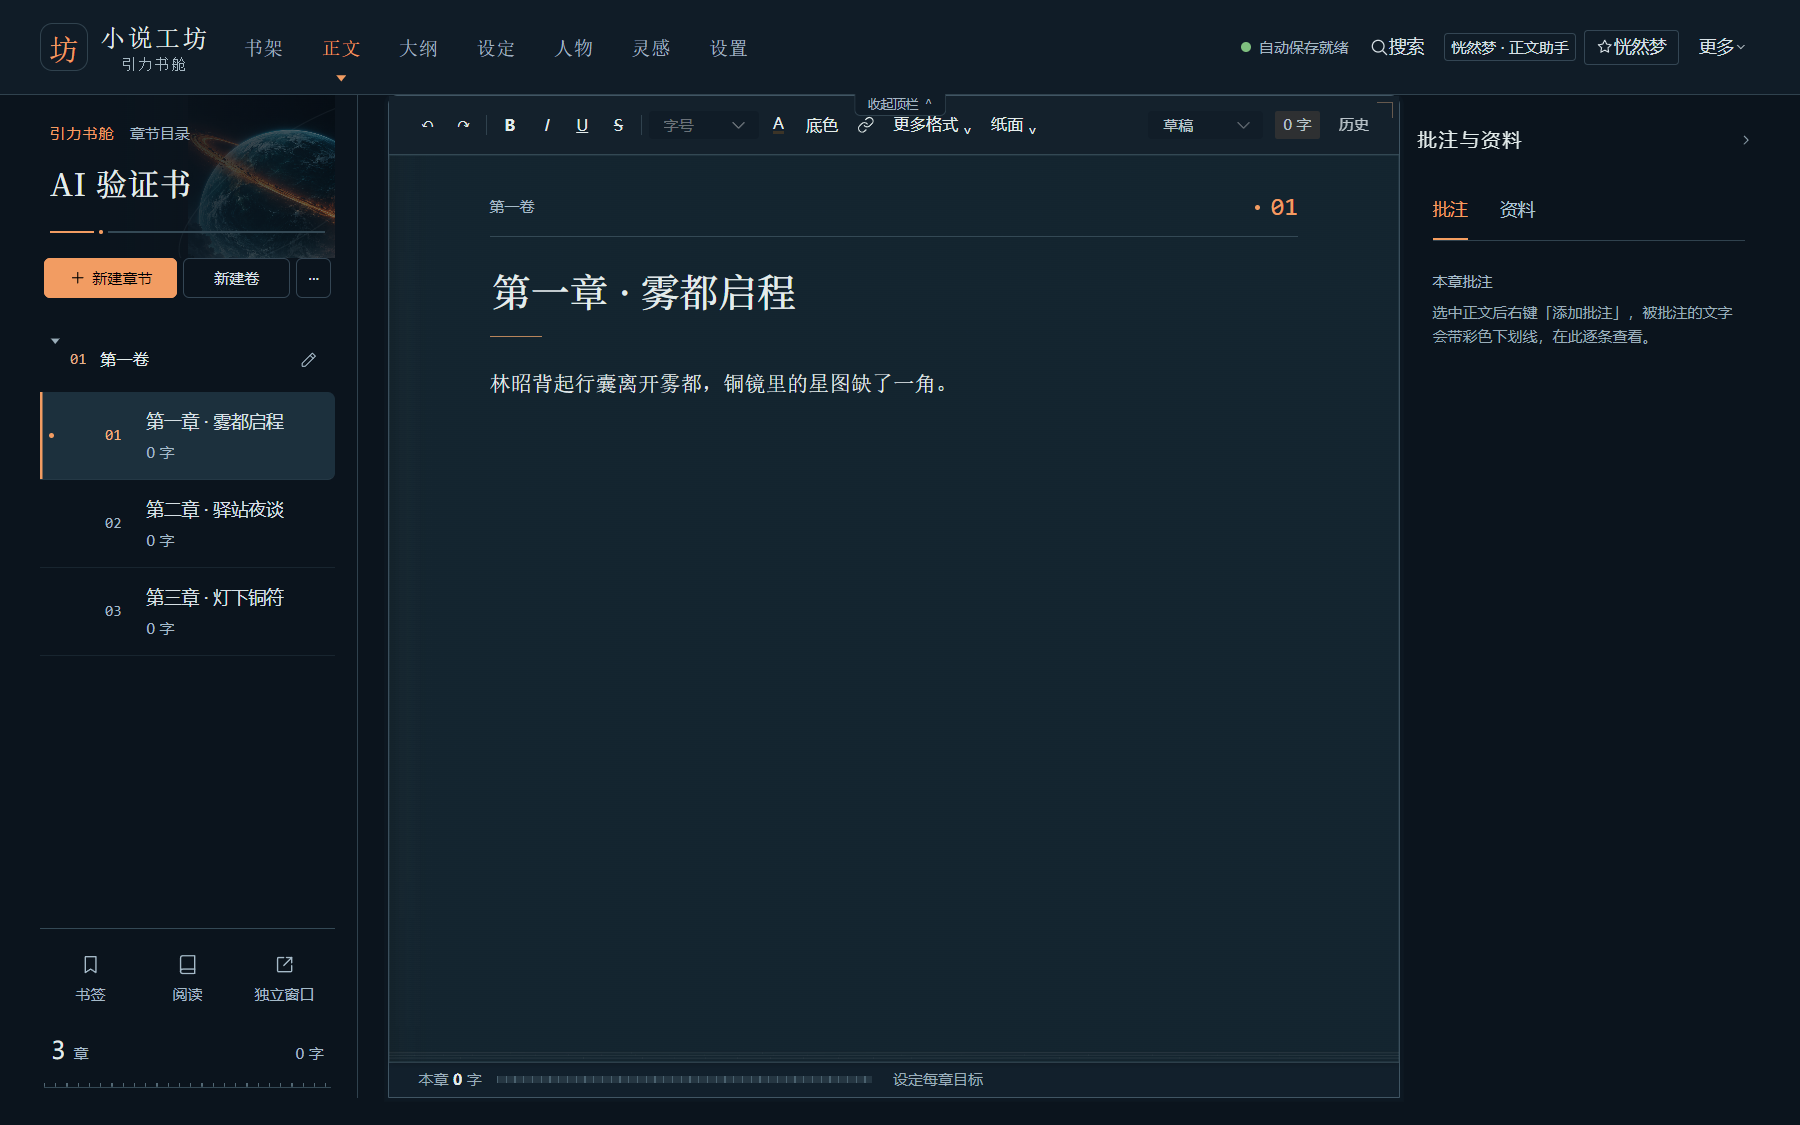 坊
小说工坊
引力书舱
书架 正文 大纲 设定 人物 灵感 设置
自动保存就绪 搜索 恍然梦 · 正文助手 恍然梦 更多
引力书舱 章节目录
AI 验证书
新建章节 新建卷 ...
01 第一卷
01 第一章 · 雾都启程
0 字
02 第二章 · 驿站夜谈
0 字
03 第三章 · 灯下铜符
0 字
书签 阅读 独立窗口
3 章 0 字
收起顶栏 ^
B I U S 字号 A 底色 更多格式 纸面 草稿 0 字 历史
第一卷 01
第一章 · 雾都启程
林昭背起行囊离开雾都，铜镜里的星图缺了一角。
本章 0 字 设定每章目标
批注与资料
批注 资料
本章批注
选中正文后右键「添加批注」，被批注的文字
会带彩色下划线，在此逐条查看。